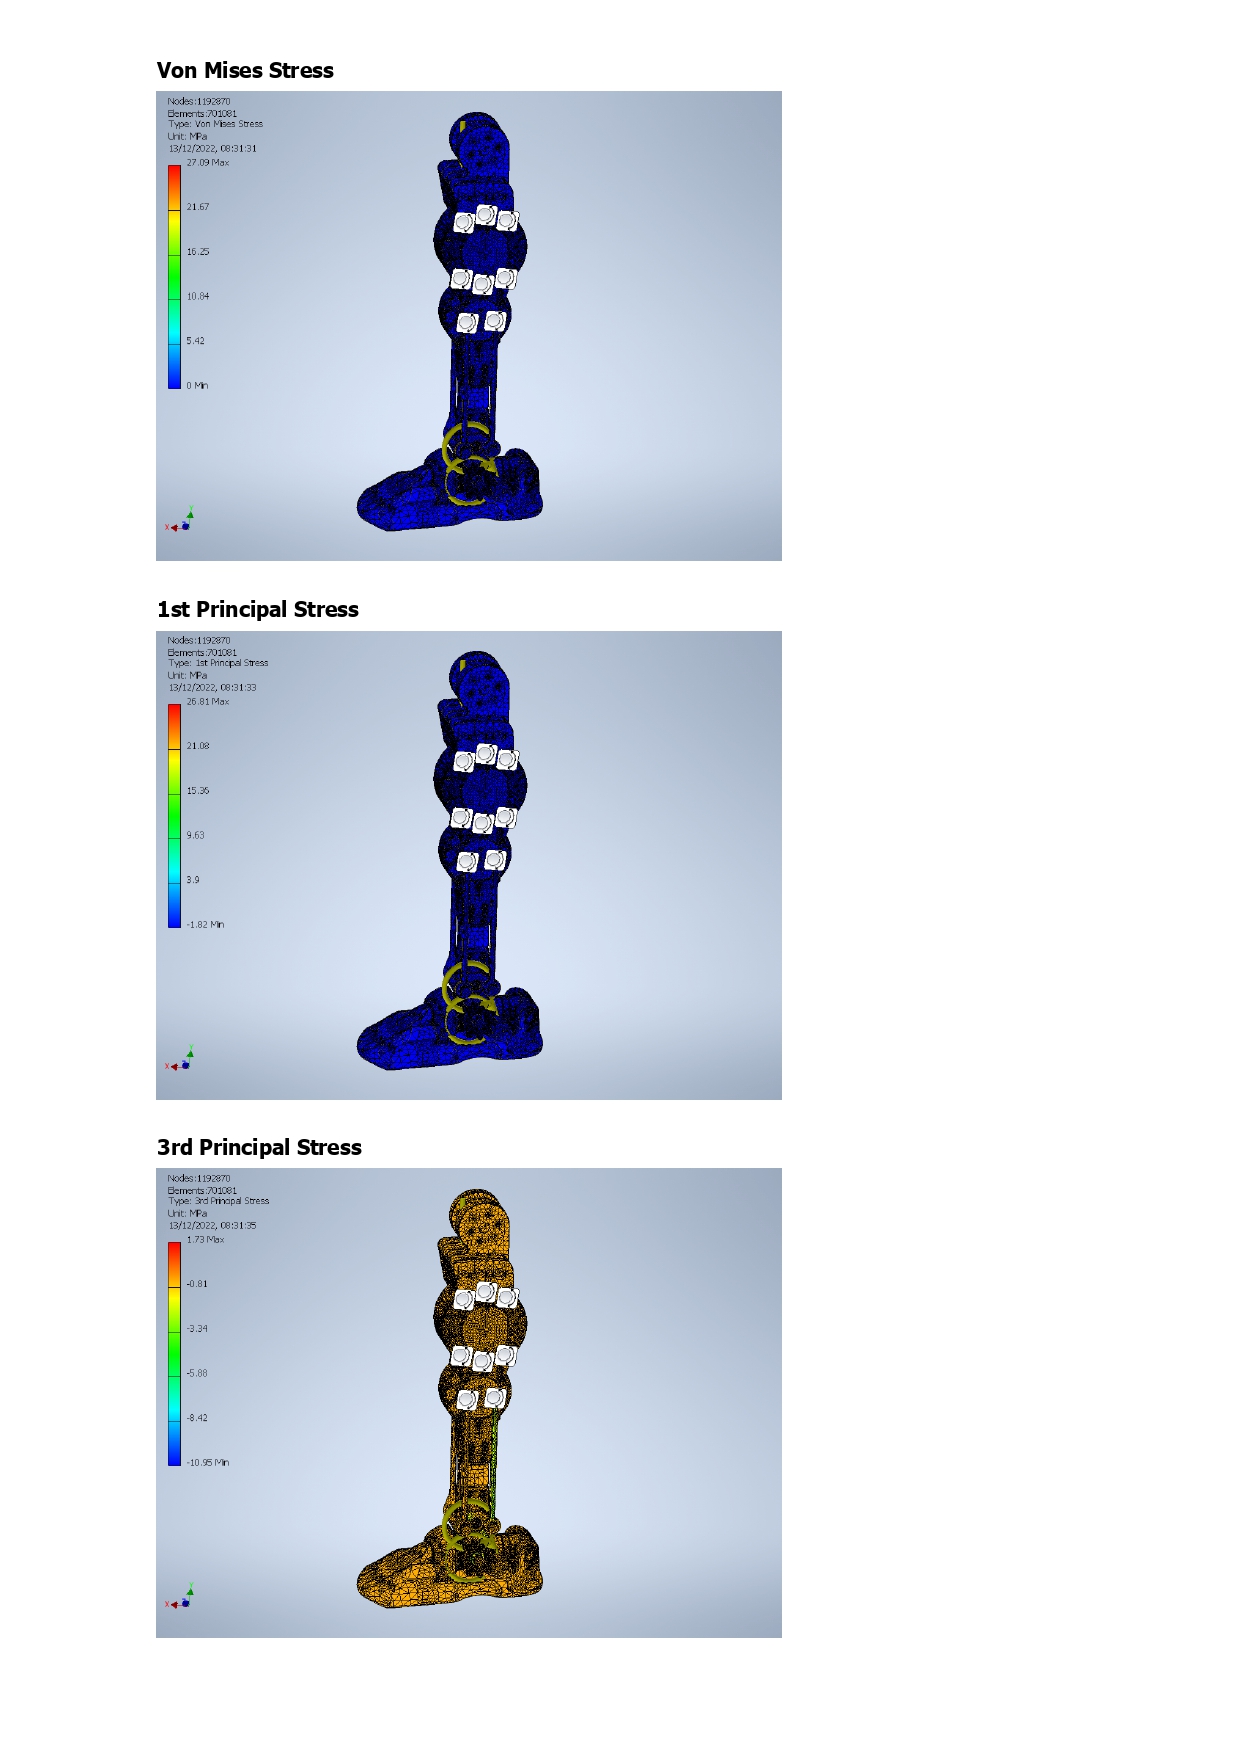 Von Mises Stress
Nodes:1192870
Elements:701081
Type: Von Mises Stress
Unit: MPa
13/12/2022, 08:31:31
27.09 Max
21.67
16.25
10.84
5.42
0 Min
Y
X
Z
1st Principal Stress
Nodes:1192870
Elements:701081
Type: 1st Principal Stress
Unit: MPa
13/12/2022, 08:31:33
26.81 Max
21.08
15.35
9.63
3.9
-1.82 Min
Y
X
Z
3rd Principal Stress
Nodes:1192870
Elements:701081
Type: 3rd Principal Stress
Unit: MPa
13/12/2022, 08:31:35
1.73 Max
-0.81
-3.34
-5.88
-8.42
-10.95 Min
Y
X
Z